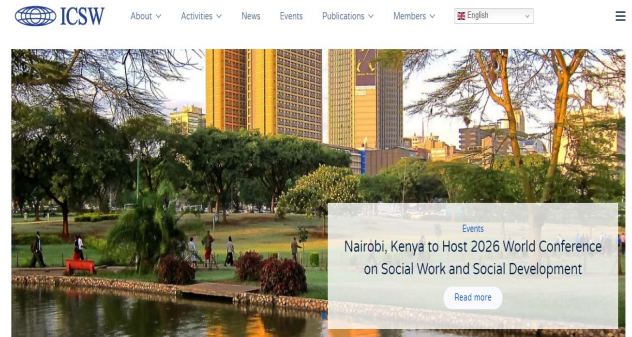 ICSW
About
Activities
News
Events
Publications
Members
English
Events
Nairobi, Kenya to Host 2026 World Conference
on Social Work and Social Development
Read more